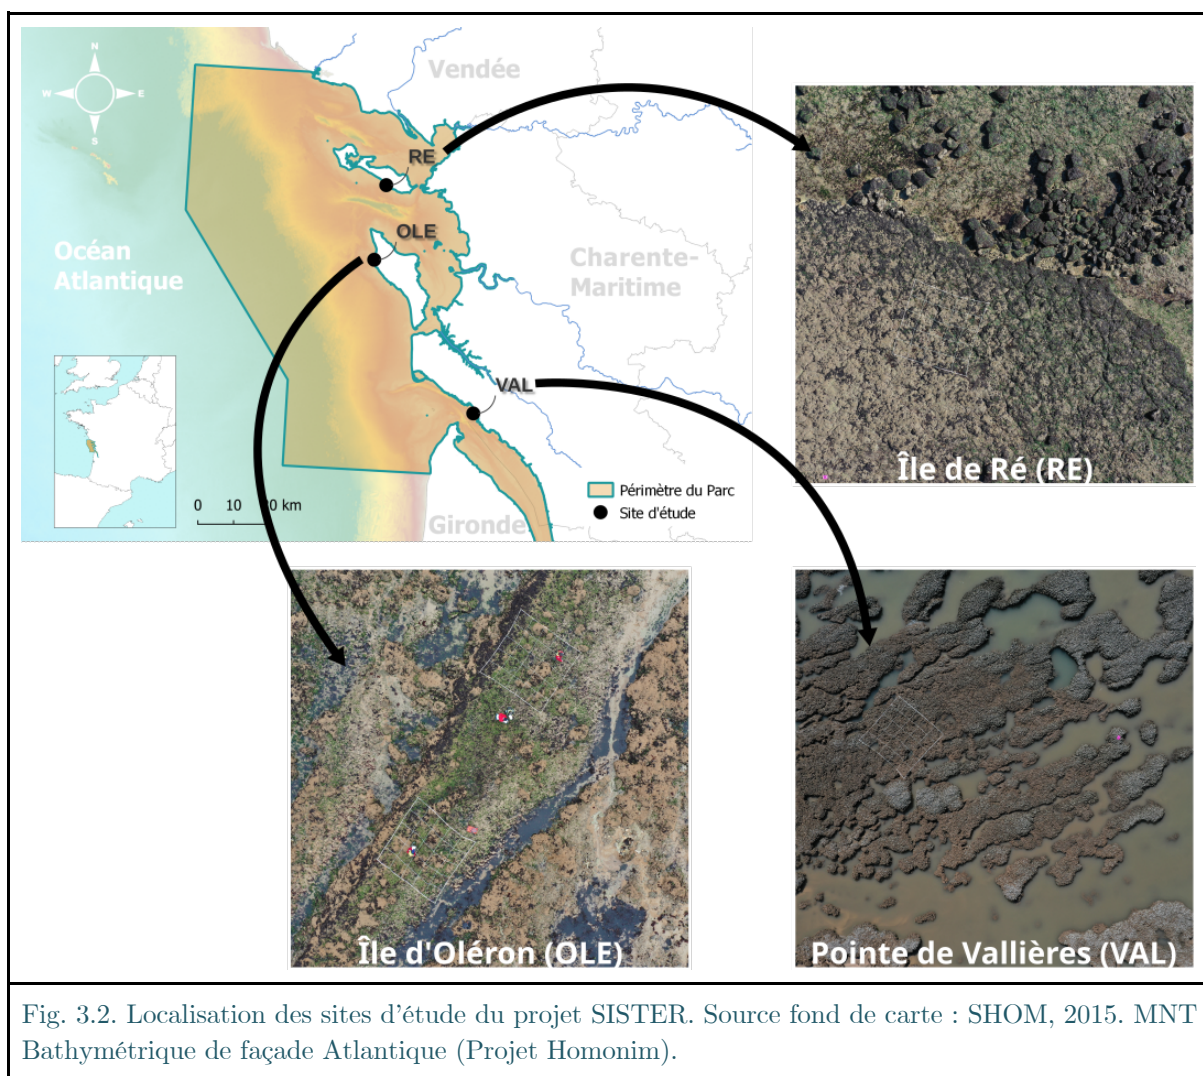 N
W
E
S
Vendée
RE
OLE
Océan
Atlantique
Charente-
Maritime
VAL
0 10 20 km
Périmètre du Parc
Site d'étude
Gironde
Île de Ré (RE)
Île d'Oléron (OLE)
Pointe de Vallières (VAL)
Fig. 3.2. Localisation des sites d'étude du projet SISTER. Source fond de carte : SHOM, 2015. MNT
Bathymétrique de façade Atlantique (Projet Homonim).